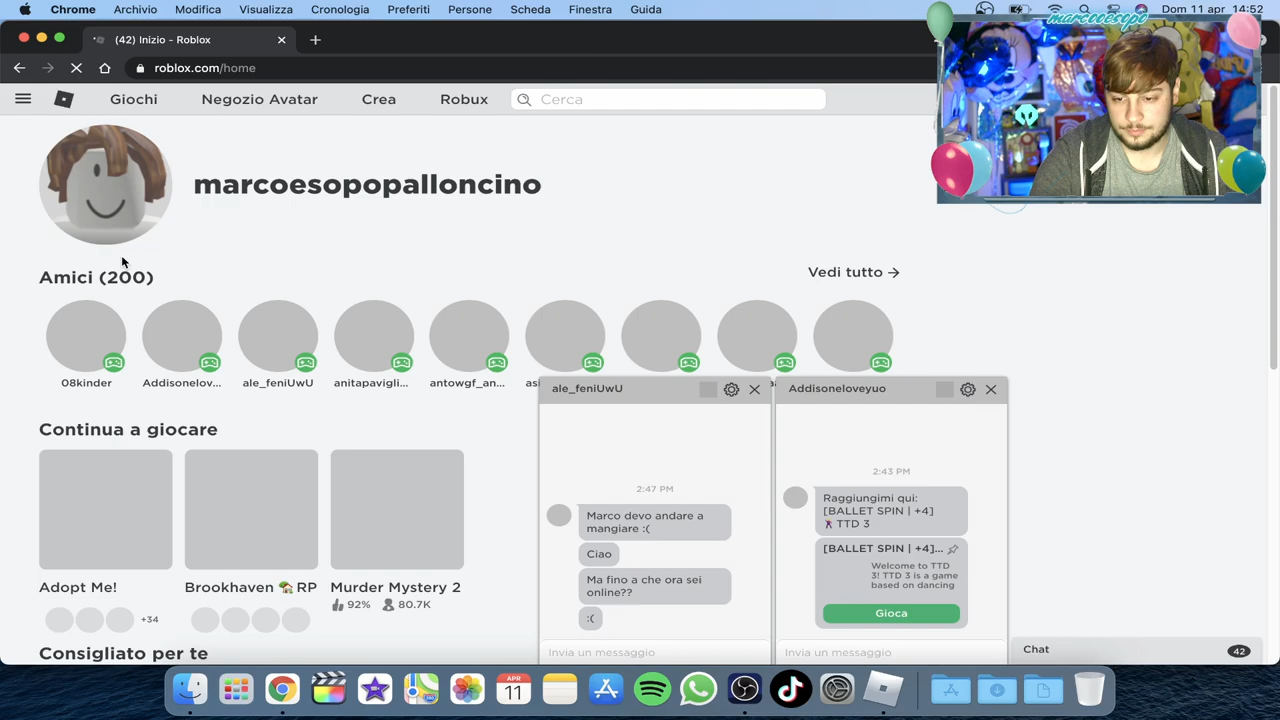 Chrome Archivio Modifica Visualizza Cronologia Preferiti Persone Scheda Finestra Guida Dom 11 apr 14:52
marcoesopo
(42) Inizio - Roblox
roblox.com/home
Giochi Negozio Avatar Crea Robux Cerca
marcoesopopalloncino
Amici (200) Vedi tutto →
08kinder Addisonelov... ale_feniUwU anitapavigli... antowgf_an...
Continua a giocare
Adopt Me! Brookhaven 🏡 RP Murder Mystery 2
92% 80.7K
+34
Consigliato per te
ale_feniUwU
2:47 PM
Marco devo andare a
mangiare :(
Ciao
Ma fino a che ora sei
online??
:(
Invia un messaggio
Addisoneloveyuo
2:43 PM
Raggiungimi qui:
[BALLET SPIN | +4]
TTD 3
[BALLET SPIN | +4]...
Welcome to TTD
3! TTD 3 is a game
based on dancing
Gioca
Invia un messaggio
Chat 42
APR
11